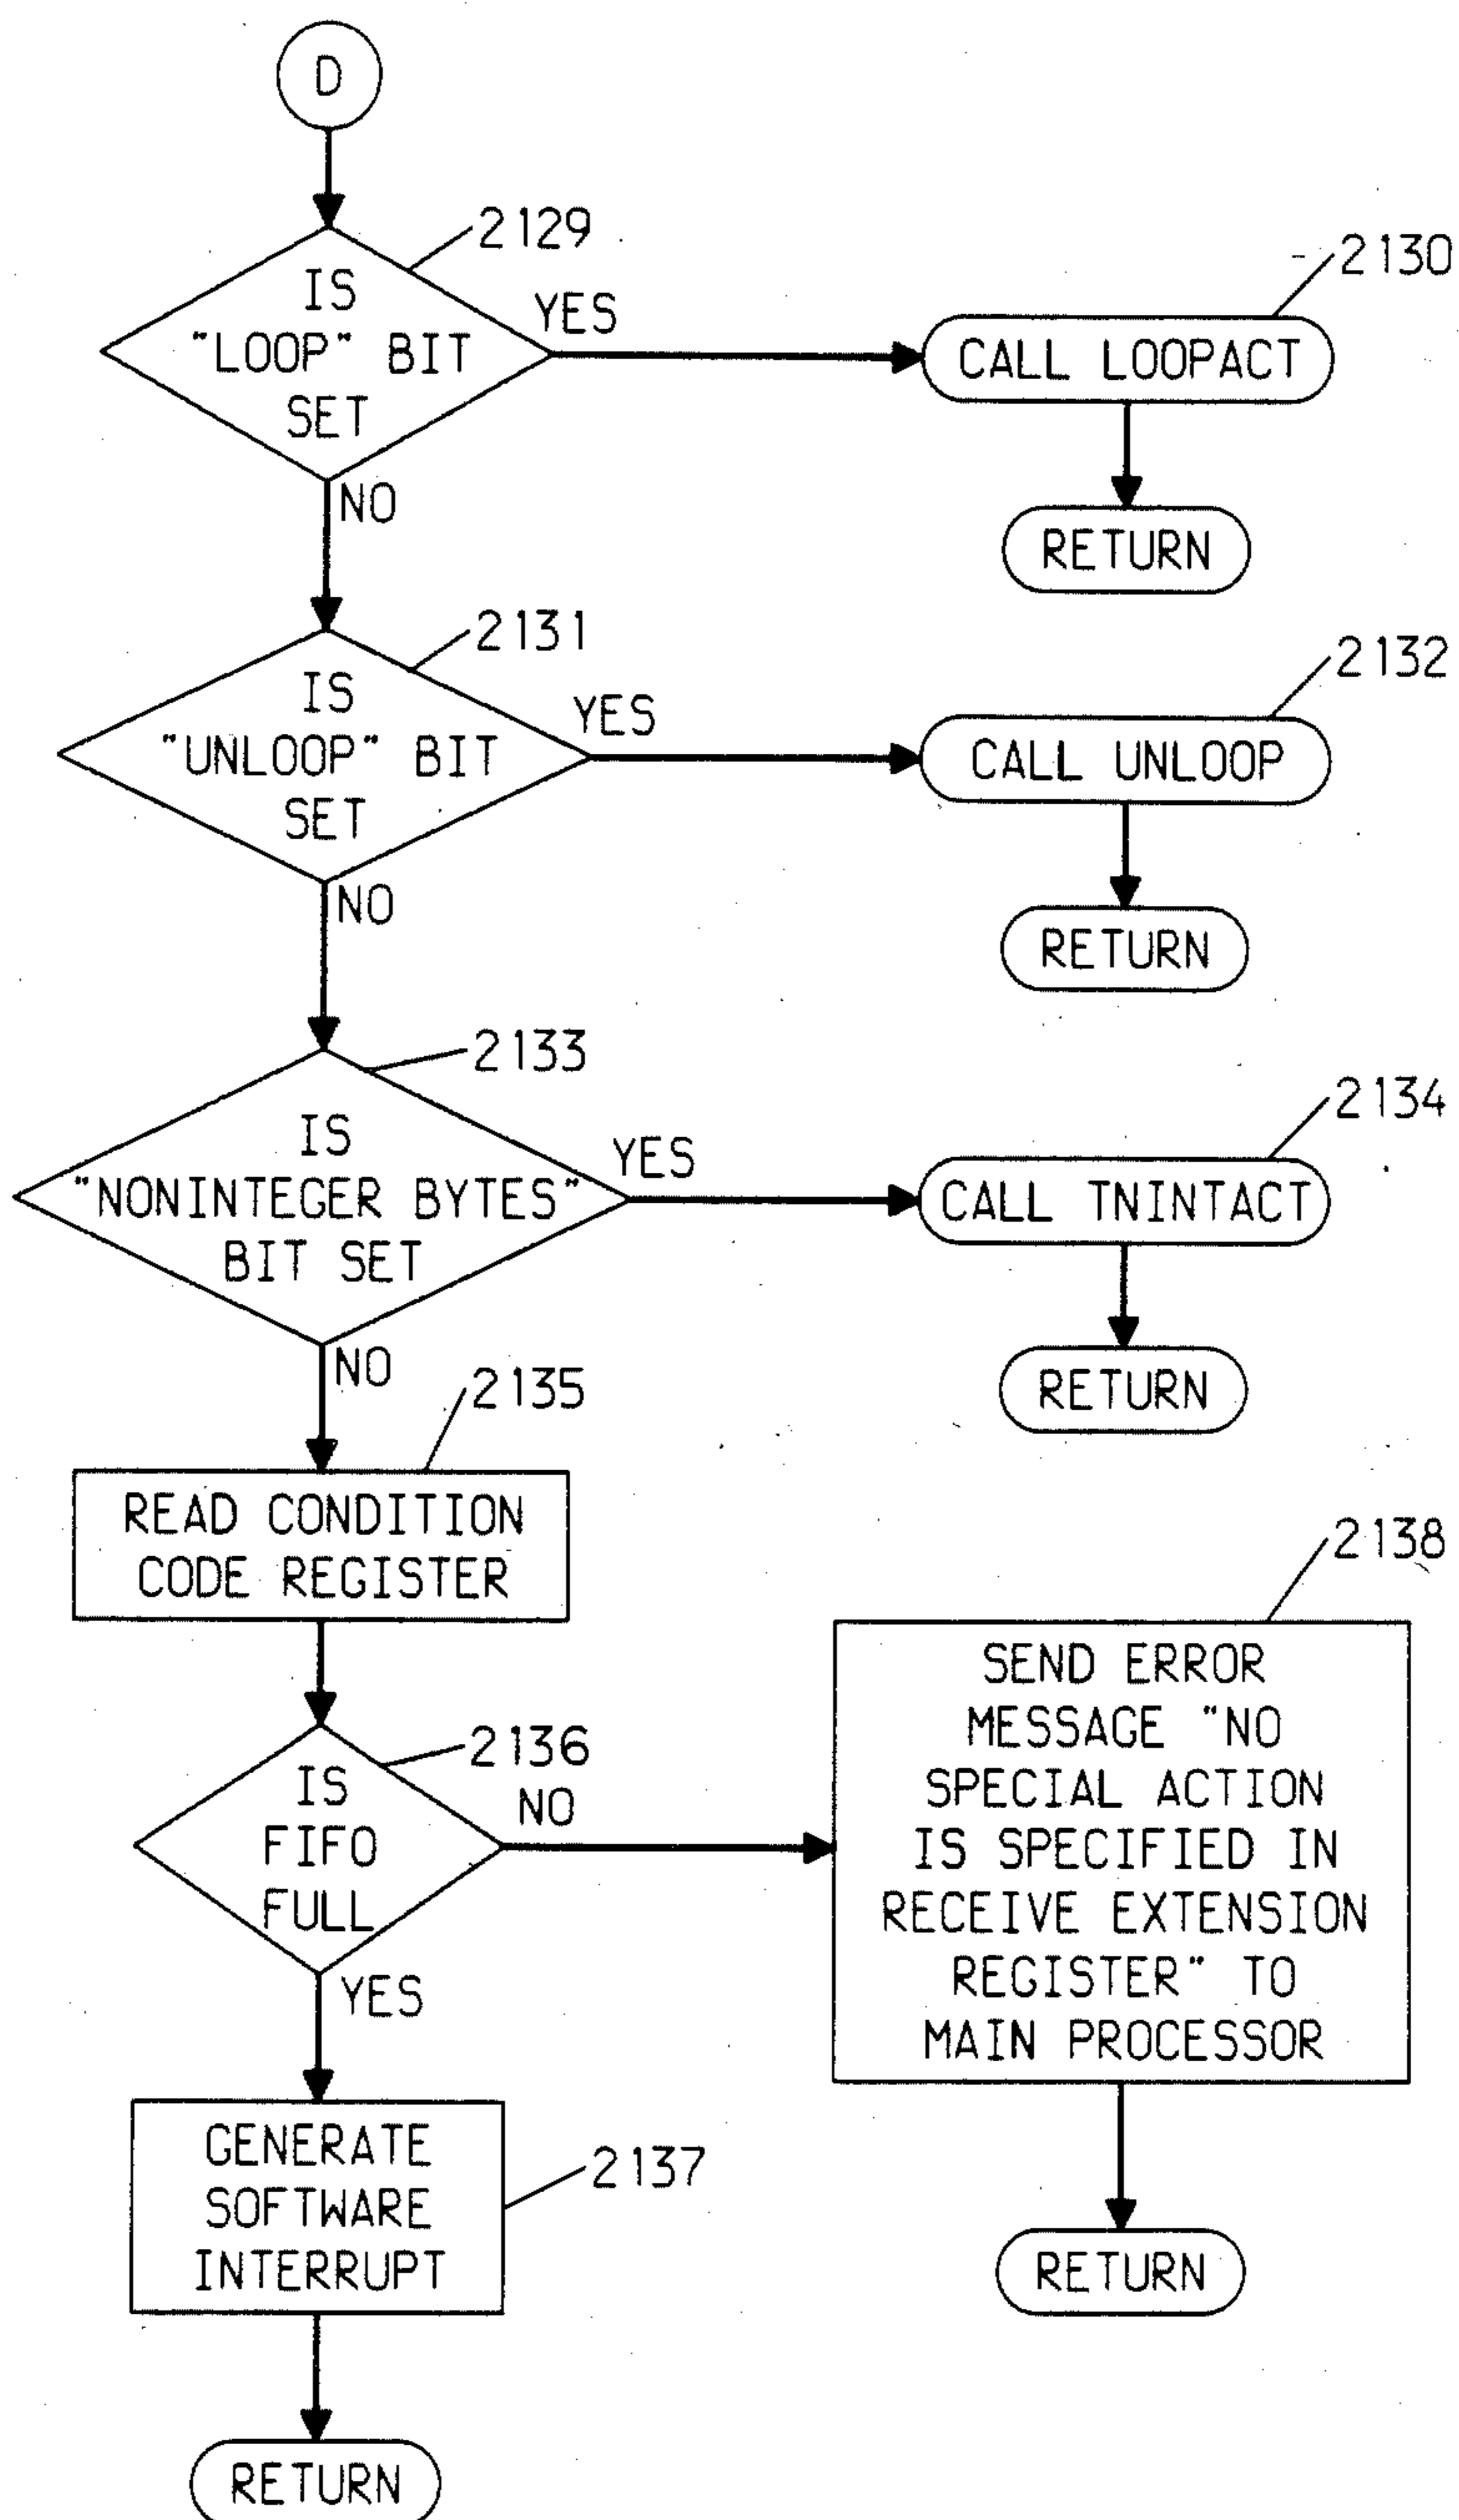 D
2129
IS
"LOOP" BIT
SET
YES
2130
CALL LOOPACT
RETURN
NO
2131
IS
"UNLOOP" BIT
SET
YES
2132
CALL UNLOOP
RETURN
NO
2133
IS
"NONINTEGER BYTES"
BIT SET
YES
2134
CALL TNINTACT
RETURN
NO
2135
READ CONDITION
CODE REGISTER
2136
IS
FIFO
FULL
NO
2138
SEND ERROR
MESSAGE "NO
SPECIAL ACTION
IS SPECIFIED IN
RECEIVE EXTENSION
REGISTER" TO
MAIN PROCESSOR
RETURN
YES
GENERATE
SOFTWARE
INTERRUPT
2137
RETURN